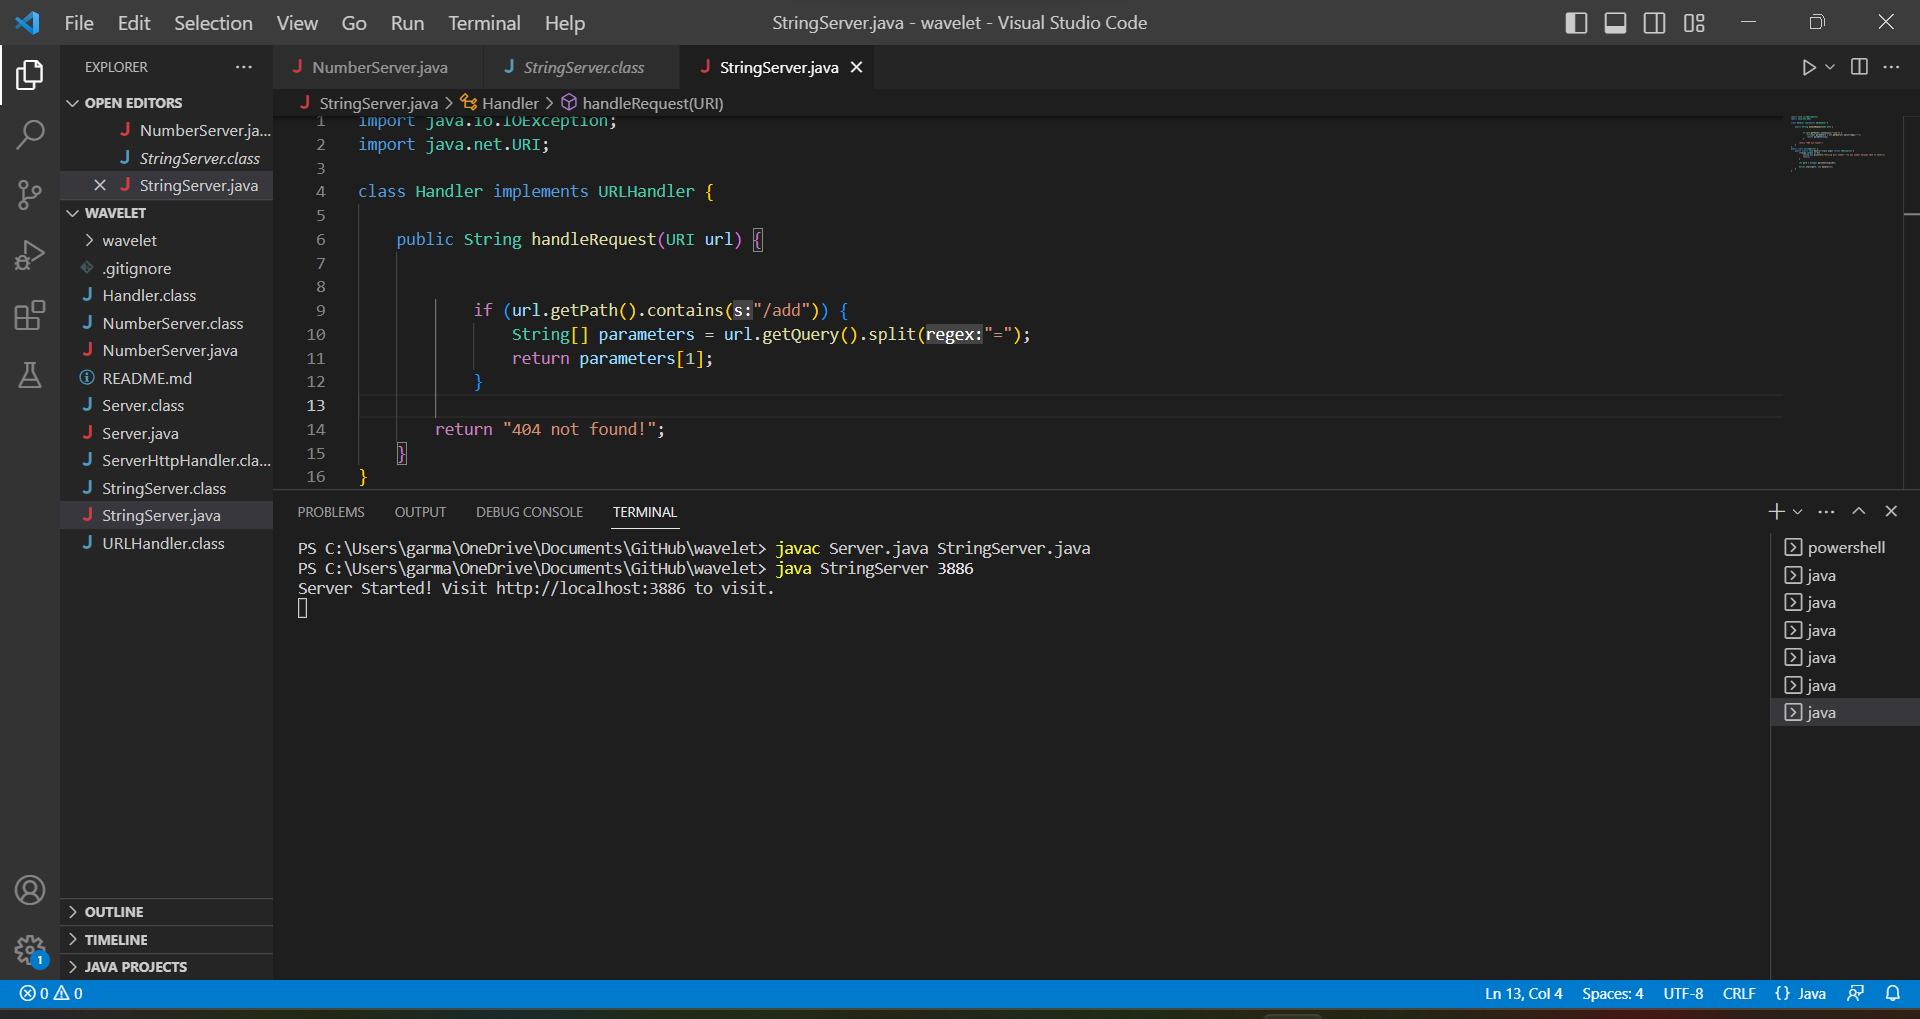 File Edit Selection View Go Run Terminal Help
StringServer.java - wavelet - Visual Studio Code
EXPLORER
OPEN EDITORS
NumberServer.ja...
StringServer.class
StringServer.java
WAVELET
wavelet
.gitignore
Handler.class
NumberServer.class
NumberServer.java
README.md
Server.class
Server.java
ServerHttpHandler.cla...
StringServer.class
StringServer.java
URLHandler.class
OUTLINE
TIMELINE
JAVA PROJECTS
1
NumberServer.java StringServer.class StringServer.java
StringServer.java > Handler > handleRequest(URI)
1 import java.io.IOException;
2 import java.net.URI;
3
4 class Handler implements URLHandler {
5
6 public String handleRequest(URI url) {
7
8
9 if (url.getPath().contains(s:"/add")) {
10 String[] parameters = url.getQuery().split(regex:"=");
11 return parameters[1];
12 }
13
14 return "404 not found!";
15 }
16 }
PROBLEMS OUTPUT DEBUG CONSOLE TERMINAL
PS C:\Users\garma\OneDrive\Documents\GitHub\wavelet> javac Server.java StringServer.java
PS C:\Users\garma\OneDrive\Documents\GitHub\wavelet> java StringServer 3886
Server Started! Visit http://localhost:3886 to visit.
powershell
java
java
java
java
java
java
0 0
Ln 13, Col 4 Spaces: 4 UTF-8 CRLF {} Java